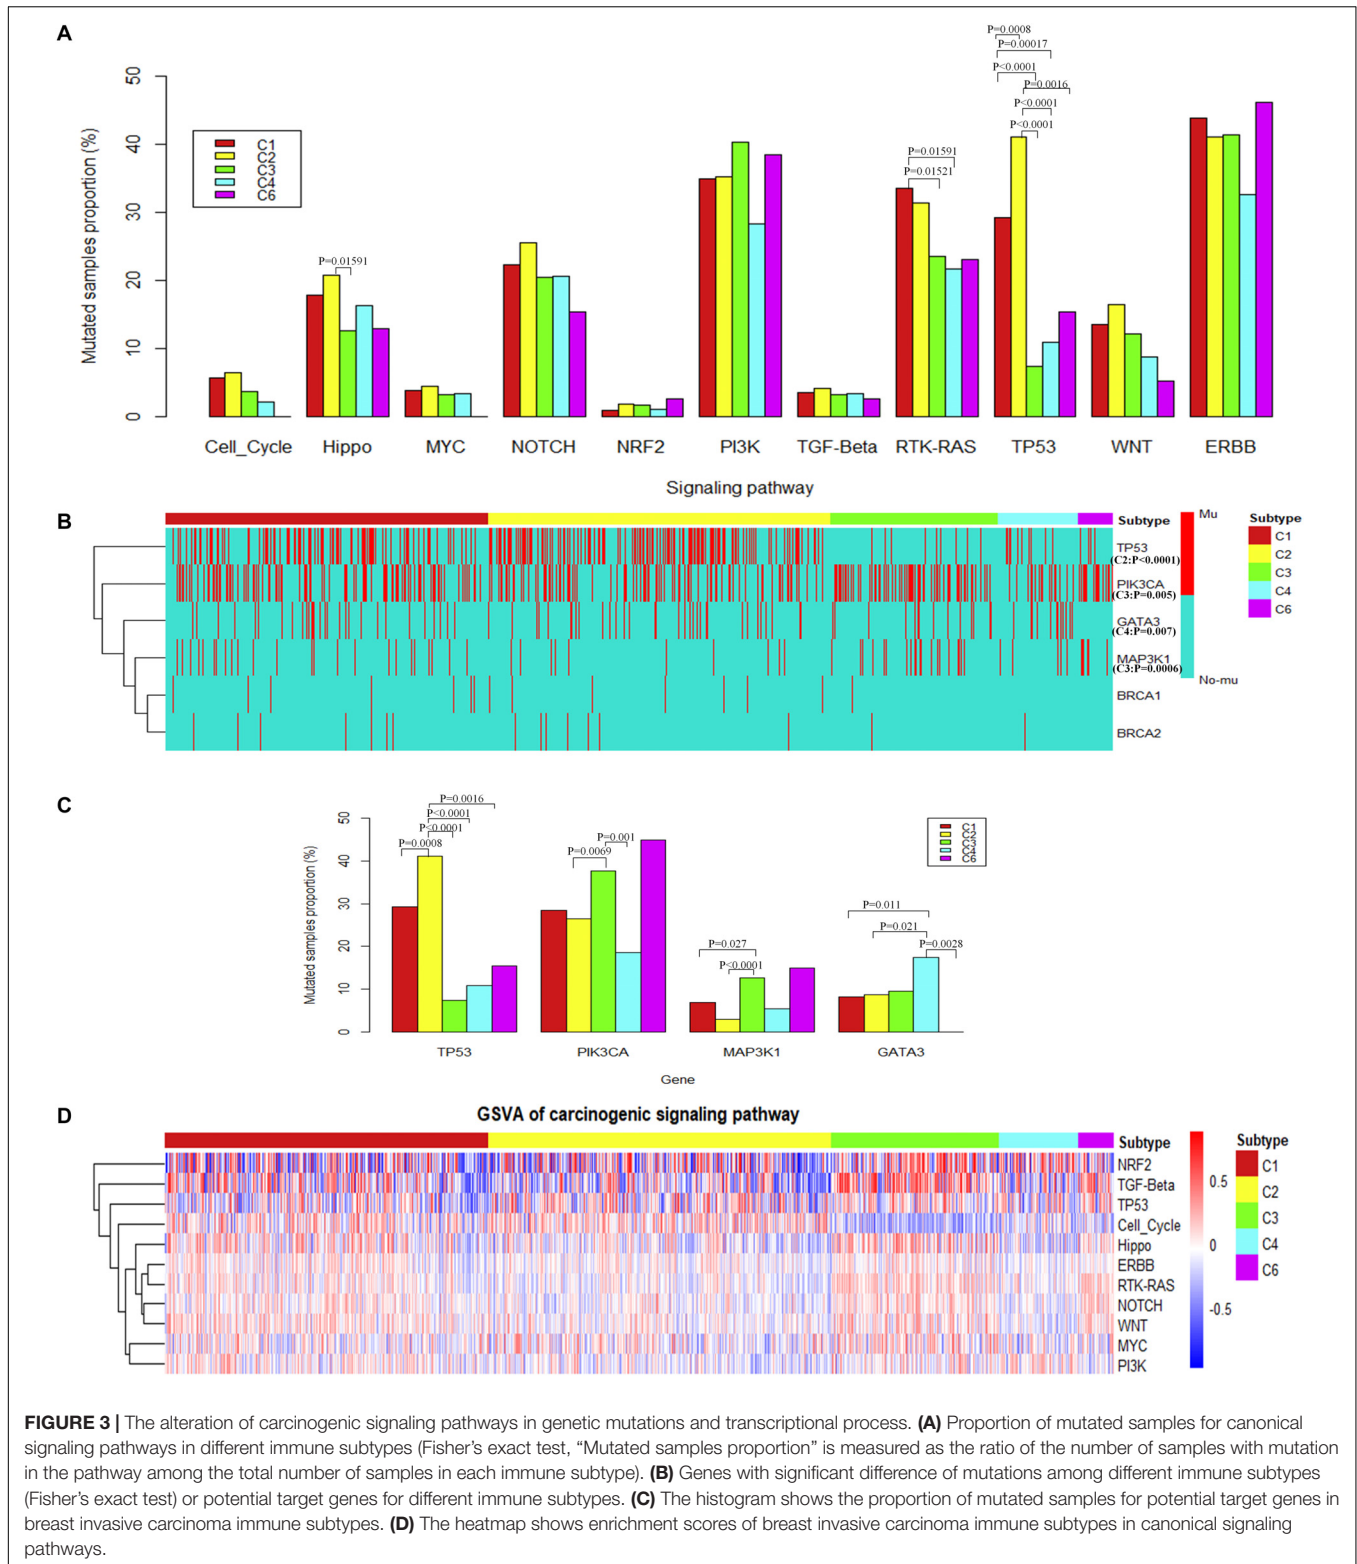 A
P=0.0008
P=0.00017
P<0.0001
P=0.0016
P<0.0001
P<0.0001
P=0.01591
P=0.01521
P=0.01591
Mutated samples proportion (%)
50
40
30
20
10
0
C1
C2
C3
C4
C6
Cell_Cycle Hippo MYC NOTCH NRF2 PI3K TGF-Beta RTK-RAS TP53 WNT ERBB
Signaling pathway
B
Subtype
TP53
(C2:P<0.0001)
PIK3CA
(C3:P=0.005)
GATA3
(C4:P=0.007)
MAP3K1
(C3:P=0.0006)
BRCA1
BRCA2
Mu
No-mu
Subtype
C1
C2
C3
C4
C6
C
P=0.0016
P<0.0001
P<0.0001
P=0.0008
P=0.001
P=0.0069
P=0.027
P<0.0001
P=0.011
P=0.021
P=0.0028
Mutated samples proportion (%)
50
40
30
20
10
0
C1
C2
C3
C4
C6
TP53 PIK3CA MAP3K1 GATA3
Gene
D
GSVA of carcinogenic signaling pathway
Subtype
NRF2
TGF-Beta
TP53
Cell_Cycle
Hippo
ERBB
RTK-RAS
NOTCH
WNT
MYC
PI3K
0.5
0
-0.5
Subtype
C1
C2
C3
C4
C6
FIGURE 3 | The alteration of carcinogenic signaling pathways in genetic mutations and transcriptional process. (A) Proportion of mutated samples for canonical
signaling pathways in different immune subtypes (Fisher's exact test, “Mutated samples proportion” is measured as the ratio of the number of samples with mutation
in the pathway among the total number of samples in each immune subtype). (B) Genes with significant difference of mutations among different immune subtypes
(Fisher's exact test) or potential target genes for different immune subtypes. (C) The histogram shows the proportion of mutated samples for potential target genes in
breast invasive carcinoma immune subtypes. (D) The heatmap shows enrichment scores of breast invasive carcinoma immune subtypes in canonical signaling
pathways.